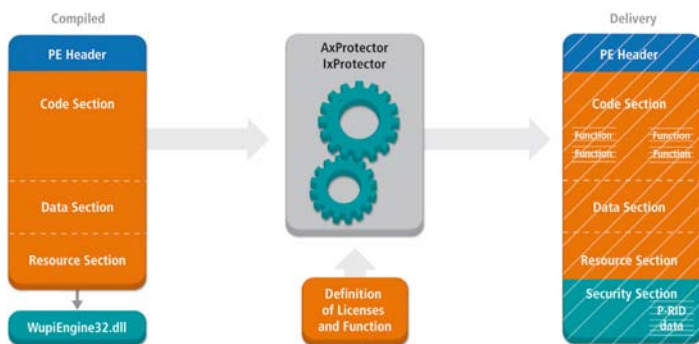 Compiled
PE Header
Code Section
Data Section
Resource Section
WupiEngine32.dll
AxProtector
IxProtector
Definition
of Licenses
and Function
Delivery
PE Header
Code Section
Function Function
Function Function
Data Section
Resource Section
Security Section
P-RID
data